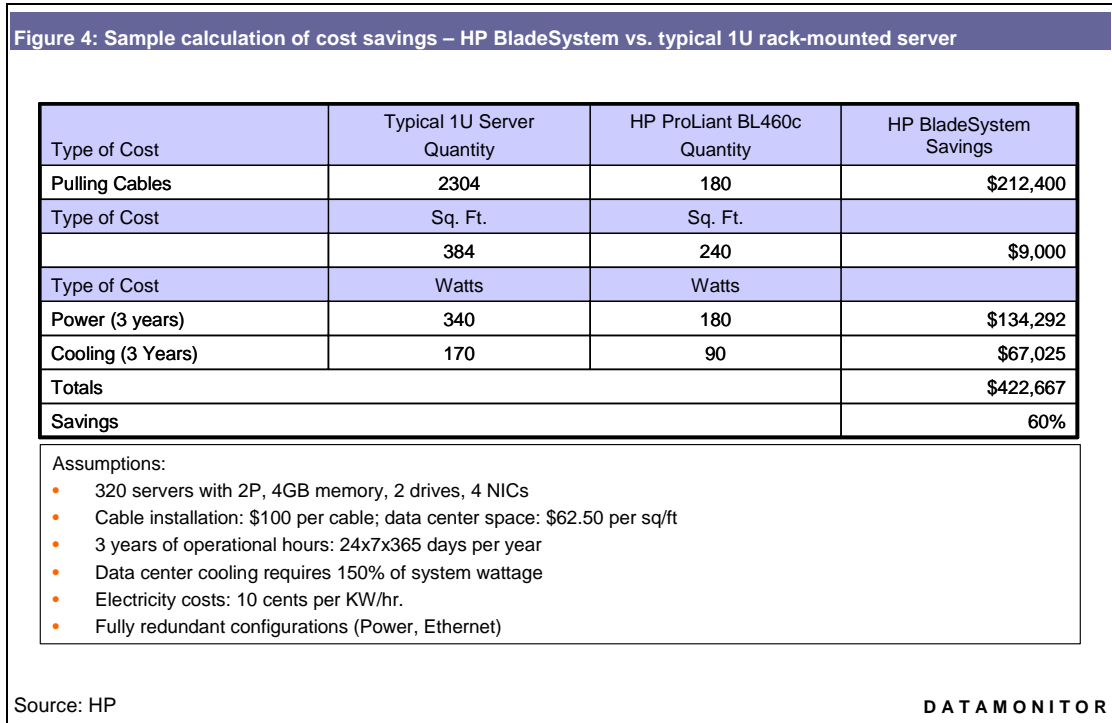 Figure 4: Sample calculation of cost savings – HP BladeSystem vs. typical 1U rack-mounted server
Type of Cost Typical 1U Server Quantity HP ProLiant BL460c Quantity HP BladeSystem Savings
Pulling Cables 2304 180 $212,400
Type of Cost Sq. Ft. Sq. Ft.
384 240 $9,000
Type of Cost Watts Watts
Power (3 years) 340 180 $134,292
Cooling (3 Years) 170 90 $67,025
Totals $422,667
Savings 60%
Assumptions:
• 320 servers with 2P, 4GB memory, 2 drives, 4 NICs
• Cable installation: $100 per cable; data center space: $62.50 per sq/ft
• 3 years of operational hours: 24x7x365 days per year
• Data center cooling requires 150% of system wattage
• Electricity costs: 10 cents per KW/hr.
• Fully redundant configurations (Power, Ethernet)
Source: HP
DATAMONITOR